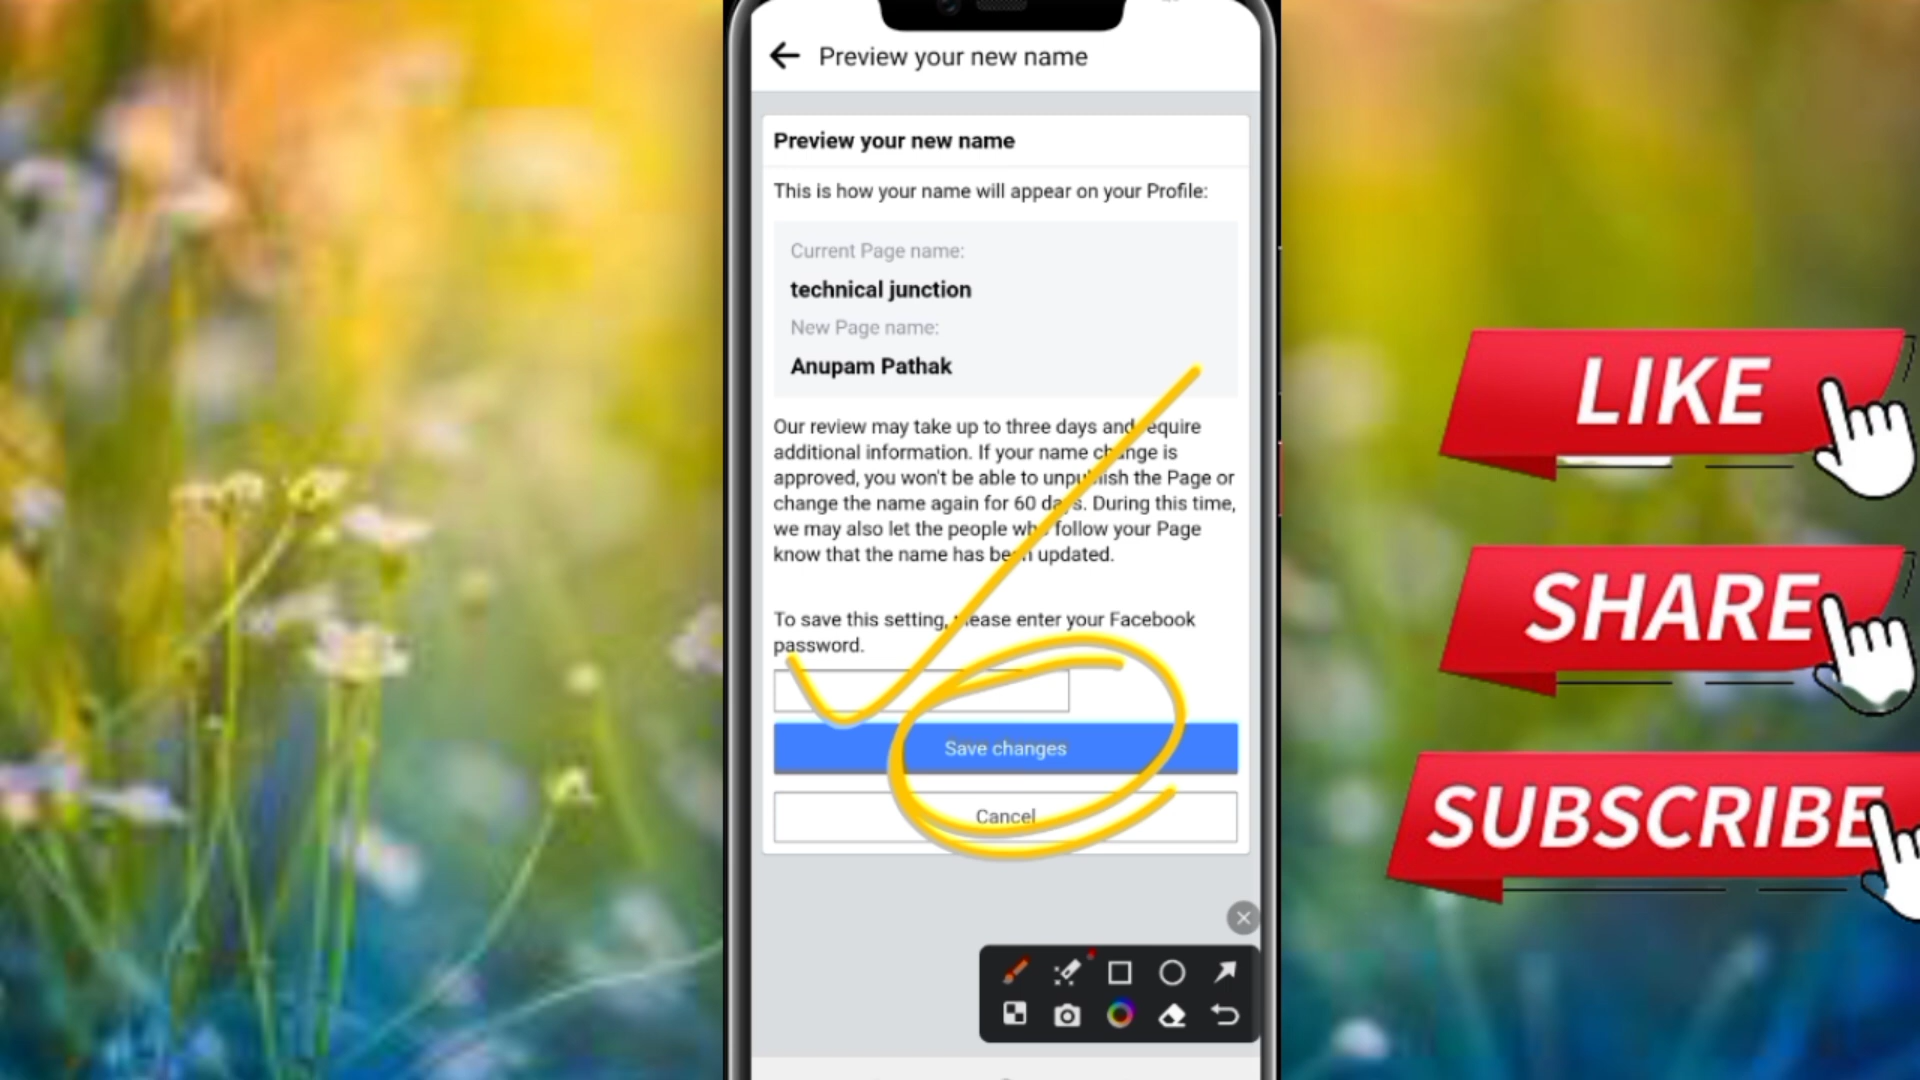 Preview your new name
Preview your new name
This is how your name will appear on your Profile:
Current Page name:
technical junction
New Page name:
Anupam Pathak
Our review may take up to three days and require
additional information. If your name change is
approved, you won't be able to unpublish the Page or
change the name again for 60 days. During this time,
we may also let the people who follow your Page
know that the name has been updated.
To save this setting, please enter your Facebook
password.
Save changes
Cancel
LIKE
SHARE
SUBSCRIBE